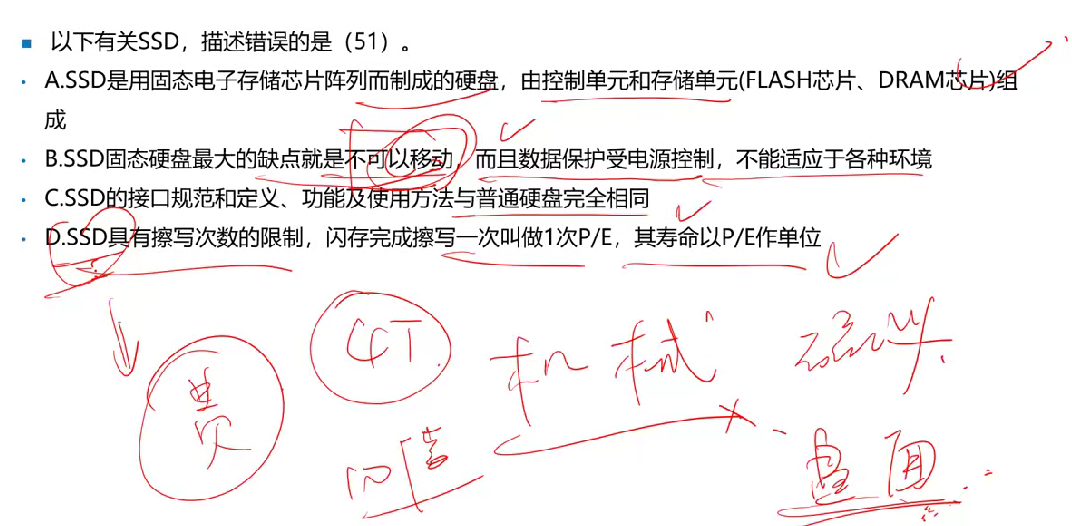 以下有关SSD，描述错误的是（51）。
A.SSD是用固态电子存储芯片阵列而制成的硬盘，由控制单元和存储单元(FLASH芯片、DRAM芯片)组
成
B.SSD固态硬盘最大的缺点就是不可以移动，而且数据保护受电源控制，不能适应于各种环境
C.SSD的接口规范和定义、功能及使用方法与普通硬盘完全相同
D.SSD具有擦写次数的限制，闪存完成擦写一次叫做1次P/E，其寿命以P/E作单位
贵 4T 机械 磁头
盘面